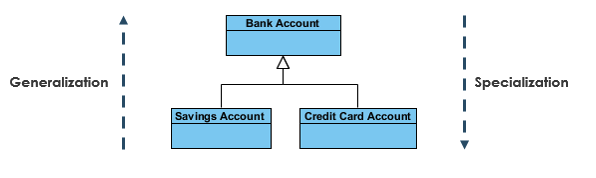 Bank Account
Generalization
Specialization
Savings Account
Credit Card Account